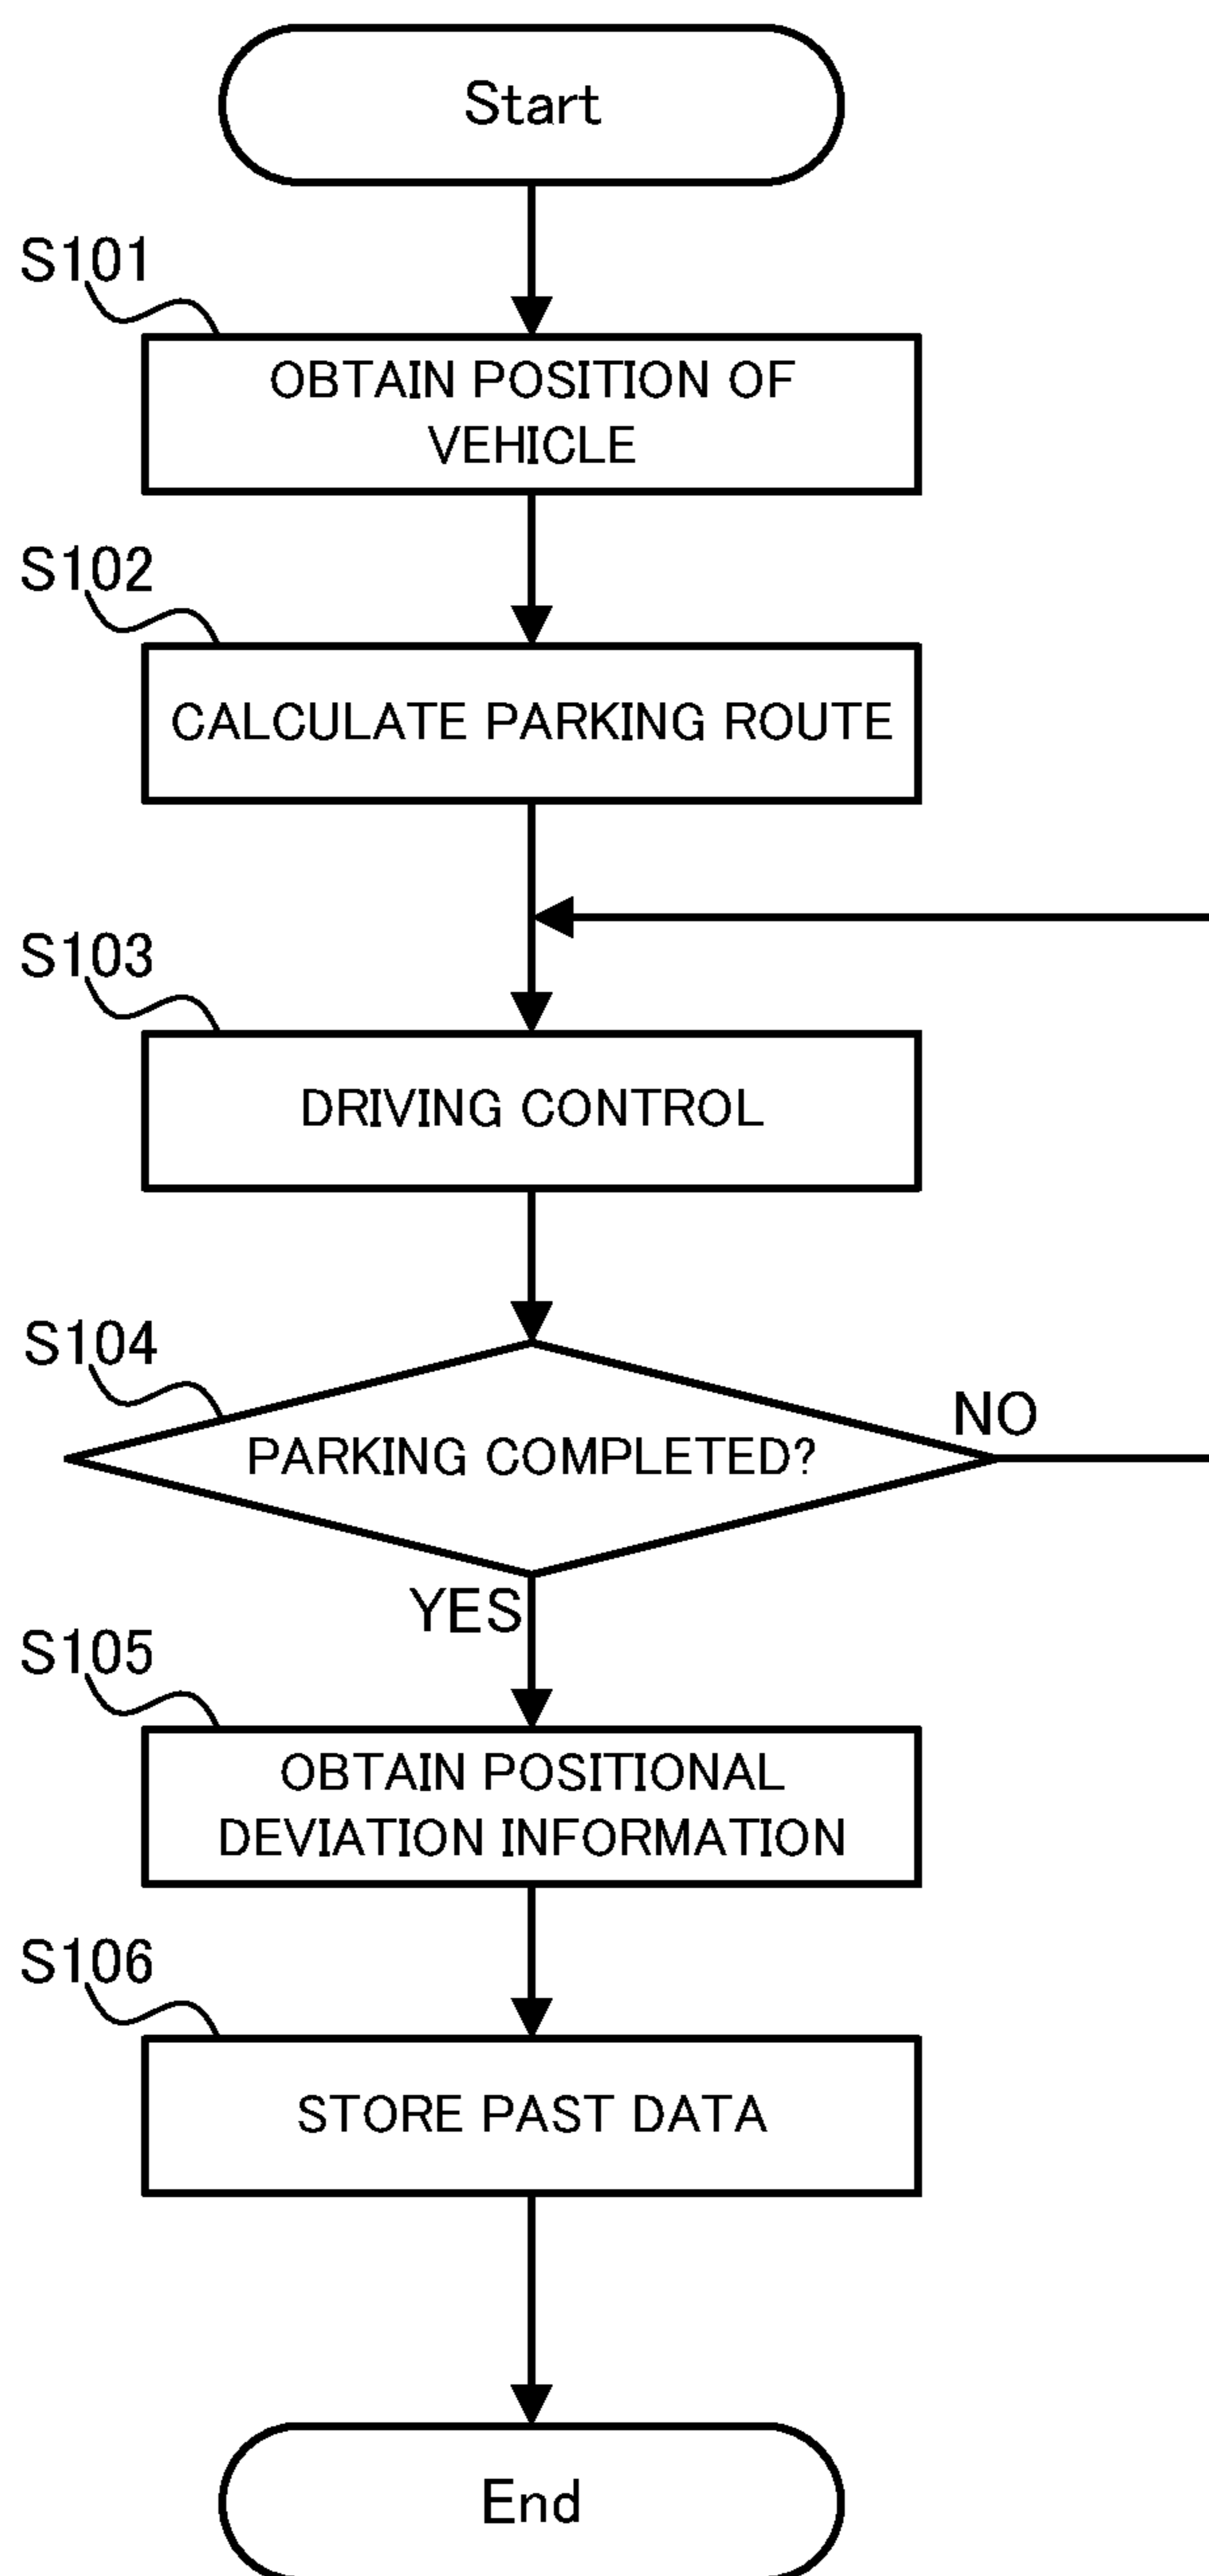 Start
S101
OBTAIN POSITION OF
VEHICLE
S102
CALCULATE PARKING ROUTE
S103
DRIVING CONTROL
S104
PARKING COMPLETED?
NO
YES
S105
OBTAIN POSITIONAL
DEVIATION INFORMATION
S106
STORE PAST DATA
End